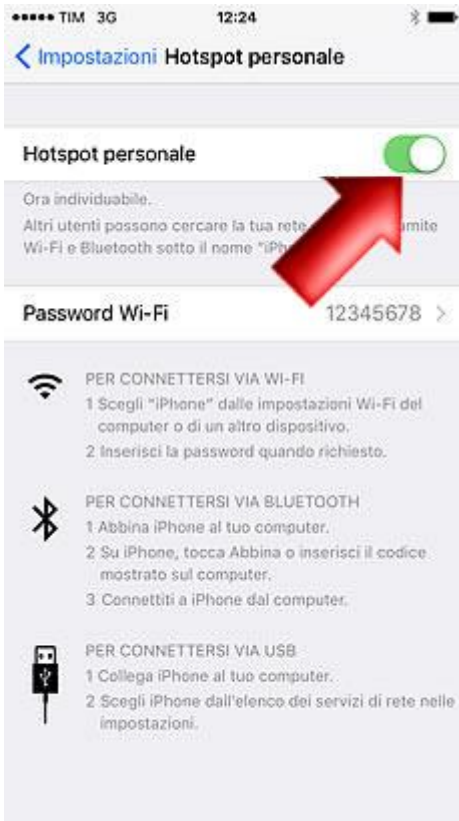 TIM 3G 12:24
Impostazioni Hotspot personale
Hotspot personale
Ora individuabile.
Altri utenti possono cercare la tua rete
Wi-Fi e Bluetooth sotto il nome
Password Wi-Fi 12345678
PER CONNETTERSI VIA WI-FI
1 Scegli "iPhone" dalle impostazioni Wi-Fi del
computer o di un altro dispositivo.
2 Inserisci la password quando richiesto.
PER CONNETTERSI VIA BLUETOOTH
1 Abbina iPhone al tuo computer.
2 Su iPhone, tocca Abbina o inserisci il codice
mostrato sul computer.
3 Connettiti a iPhone dal computer.
PER CONNETTERSI VIA USB
1 Collega iPhone al tuo computer.
2 Scegli iPhone dall'elenco dei servizi di rete nelle
impostazioni.